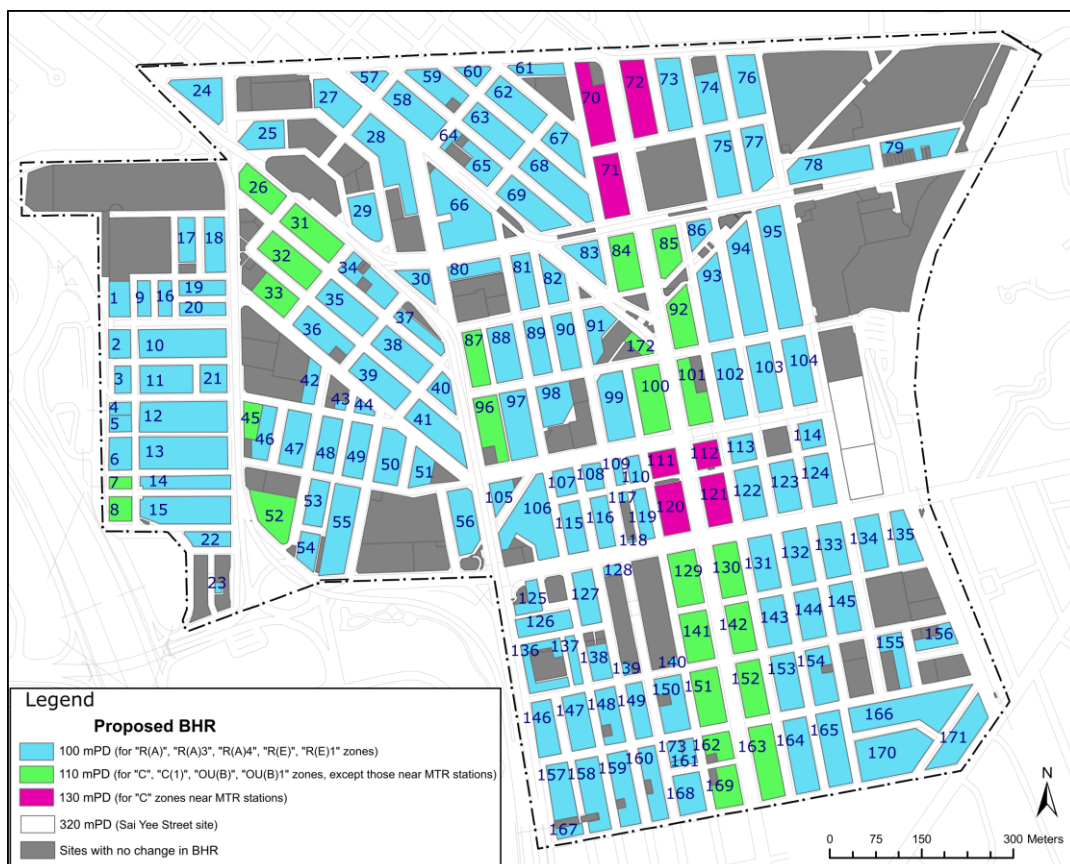 57 59 60 61
24 27 58 62 70 72 73 74 76
25 28 64 63 67 75 77
26 65 68 71 78 79
31 29 66 69
17 18 32 34 30 80 81 82 83 84 85 86 94 95
1 9 16 19 33 35 93
20 36 37 92
2 10 38 87 88 89 90 91 172
3 11 21 42 39 40 100 101 102 103 104
4 12 43 44 96 97 98 99
5 45 46 41
6 13 47 48 49 50 51 111 112 113 114
7 14 53 105 107 108 109 110
8 15 52 55 56 106 115 116 117 119 120 121 122 123 124
22 54 118
23 125 127 128 129 130 131 132 133 134 135
126 141 142 143 144 145
136 137 138 139 140 155 156
146 147 148 149 150 151 152 153 154
157 158 159 160 173 161 162 163 164 165 166
167 168 169 170 171
Legend
Proposed BHR
100 mPD (for "R(A)", "R(A)3", "R(A)4", "R(E)", "R(E)1" zones)
110 mPD (for "C", "C(1)", "OU(B)", "OU(B)1" zones, except those near MTR stations)
130 mPD (for "C" zones near MTR stations)
320 mPD (Sai Yee Street site)
Sites with no change in BHR
N
0 75 150 300 Meters